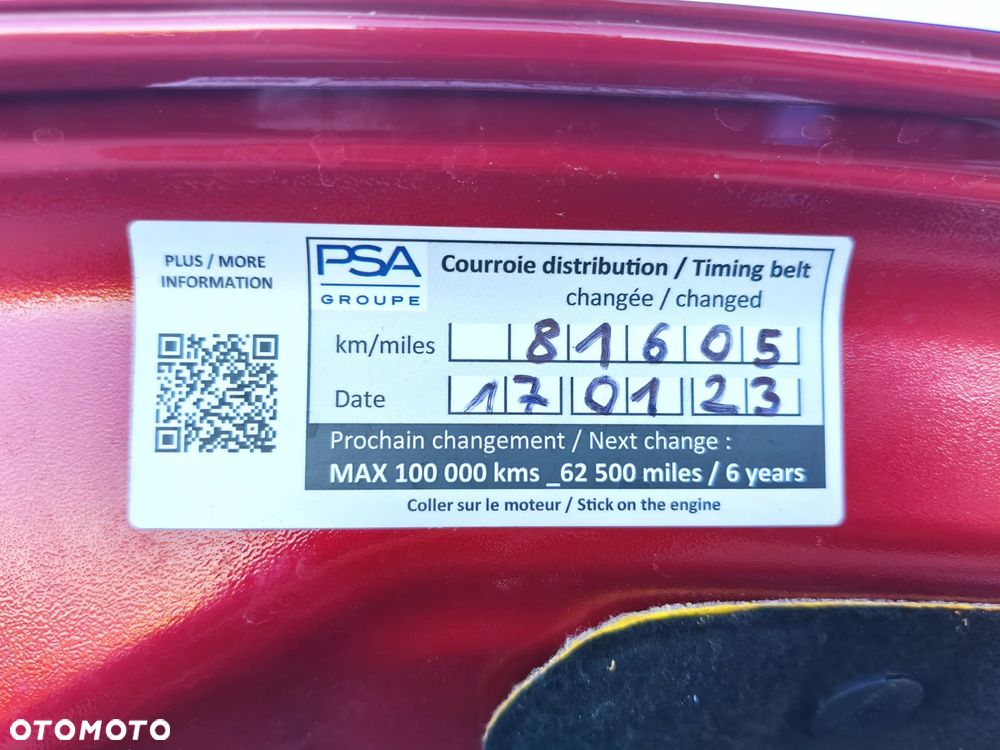 PLUS / MORE
INFORMATION
PSA
GROUPE
Courroie distribution / Timing belt
changée / changed
km/miles 81605
Date 17 01 23
Prochain changement / Next change :
MAX 100 000 kms _62 500 miles / 6 years
Coller sur le moteur / Stick on the engine
OTOMOTO